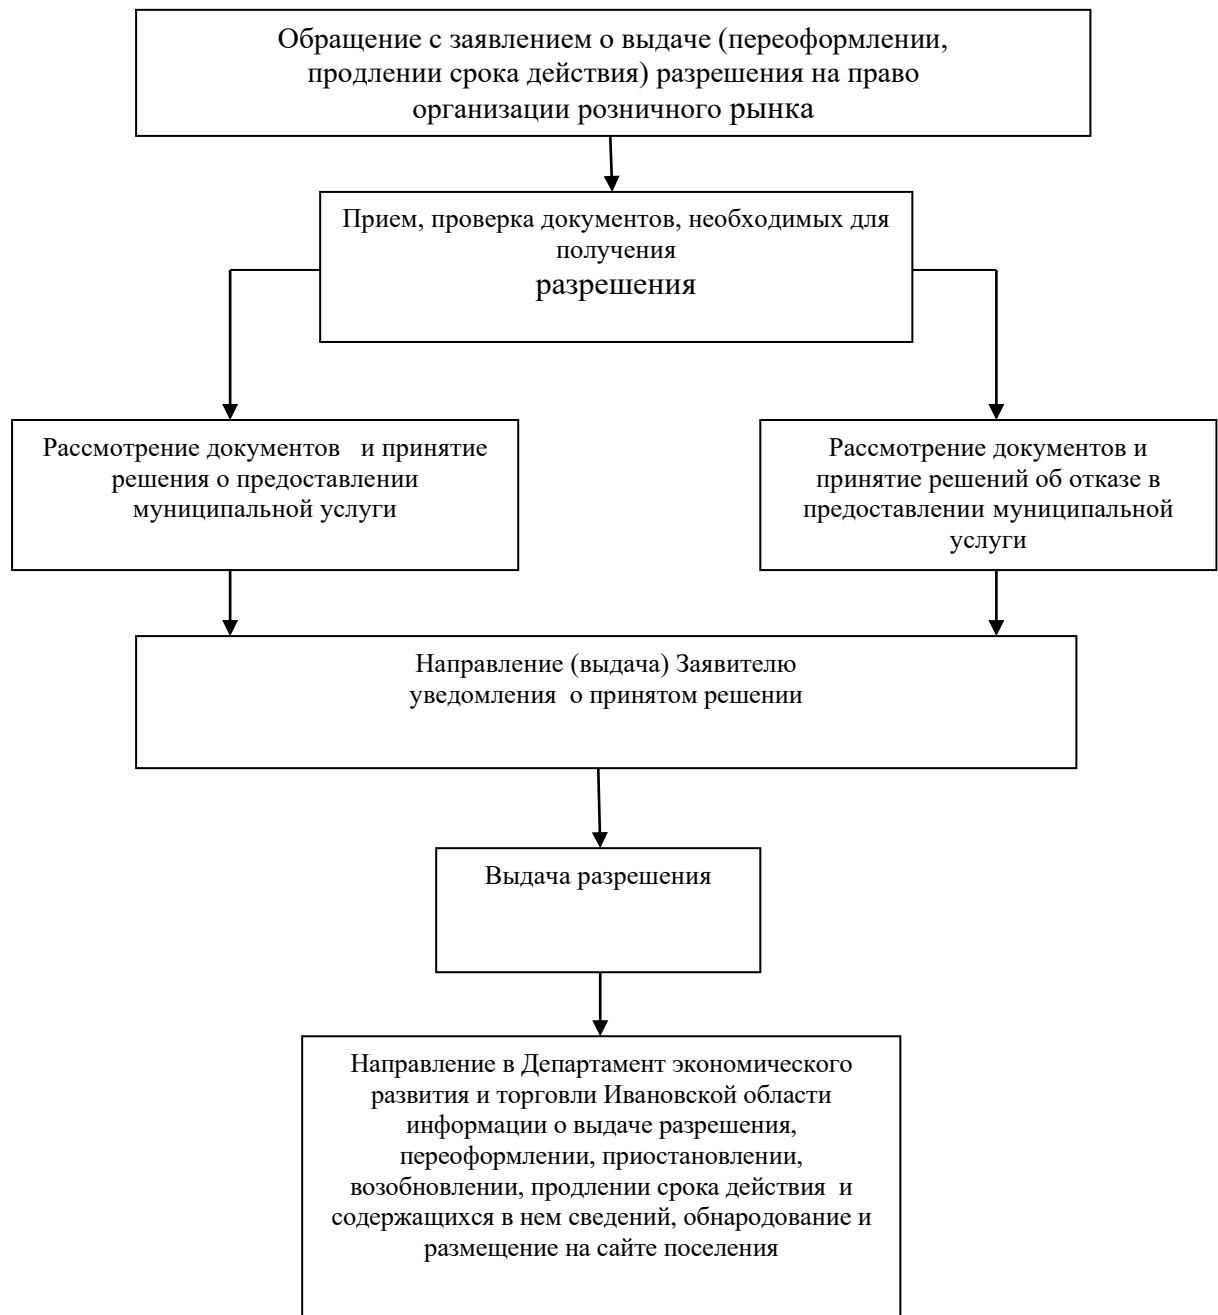 Обращение с заявлением о выдаче (переоформлении,
продлении срока действия) разрешения на право
организации розничного рынка
Прием, проверка документов, необходимых для
получения
разрешения
Рассмотрение документов и принятие
решения о предоставлении
муниципальной услуги
Рассмотрение документов и
принятие решений об отказе в
предоставлении муниципальной
услуги
Направление (выдача) Заявителю
уведомления о принятом решении
Выдача разрешения
Направление в Департамент экономического
развития и торговли Ивановской области
информации о выдаче разрешения,
переоформлении, приостановлении,
возобновлении, продлении срока действия и
содержащихся в нем сведений, обнародование и
размещение на сайте поселения